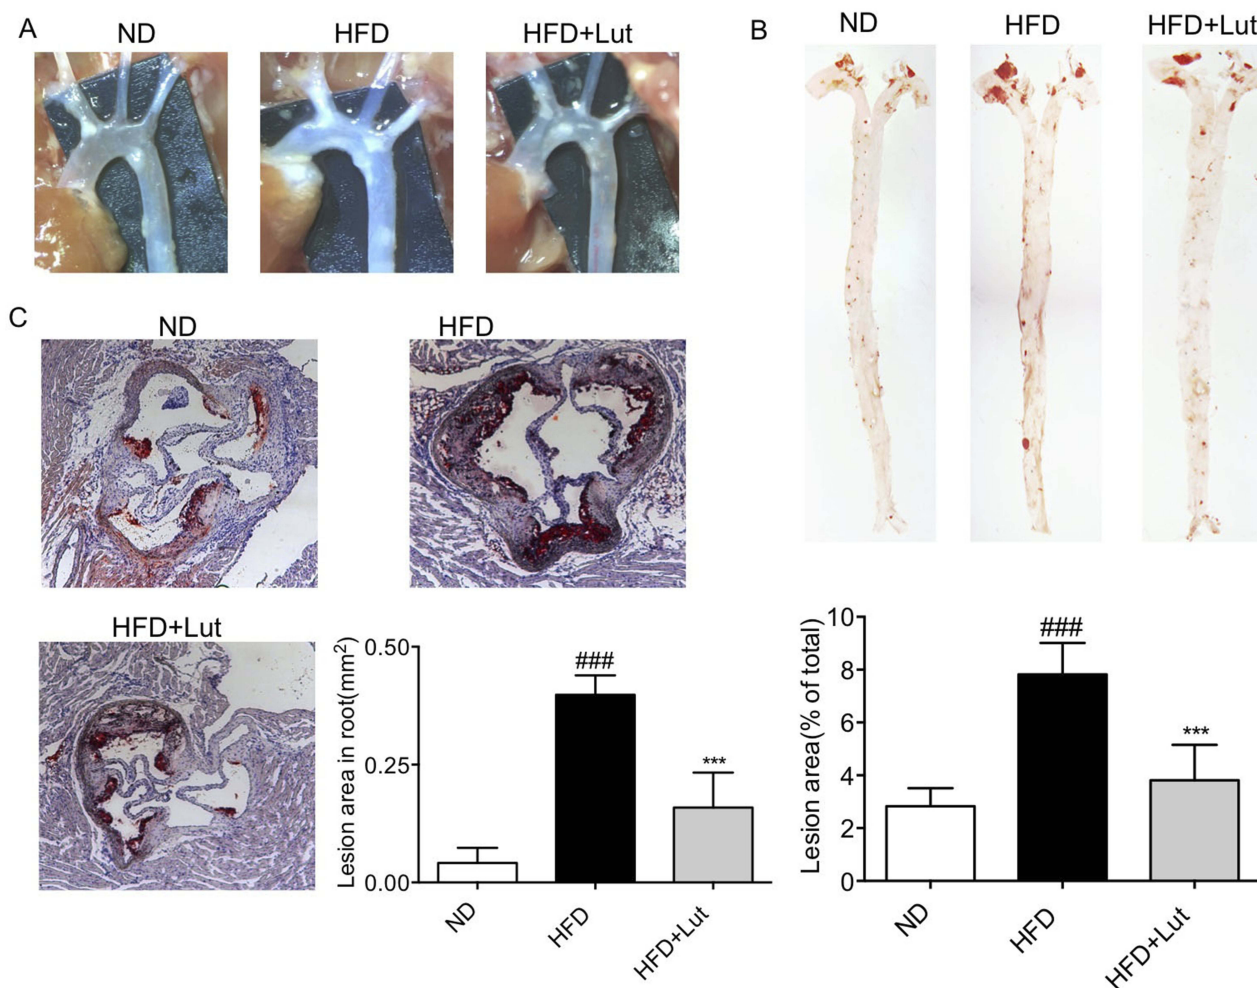 A
ND
HFD
HFD+Lut
B
ND
HFD
HFD+Lut
C
ND
HFD
HFD+Lut
Lesion area in root(mm²)
0.50
0.25
0.00
###
***
ND
HFD
HFD+Lut
Lesion area(% of total)
10
8
6
4
2
0
###
***
ND
HFD
HFD+Lut